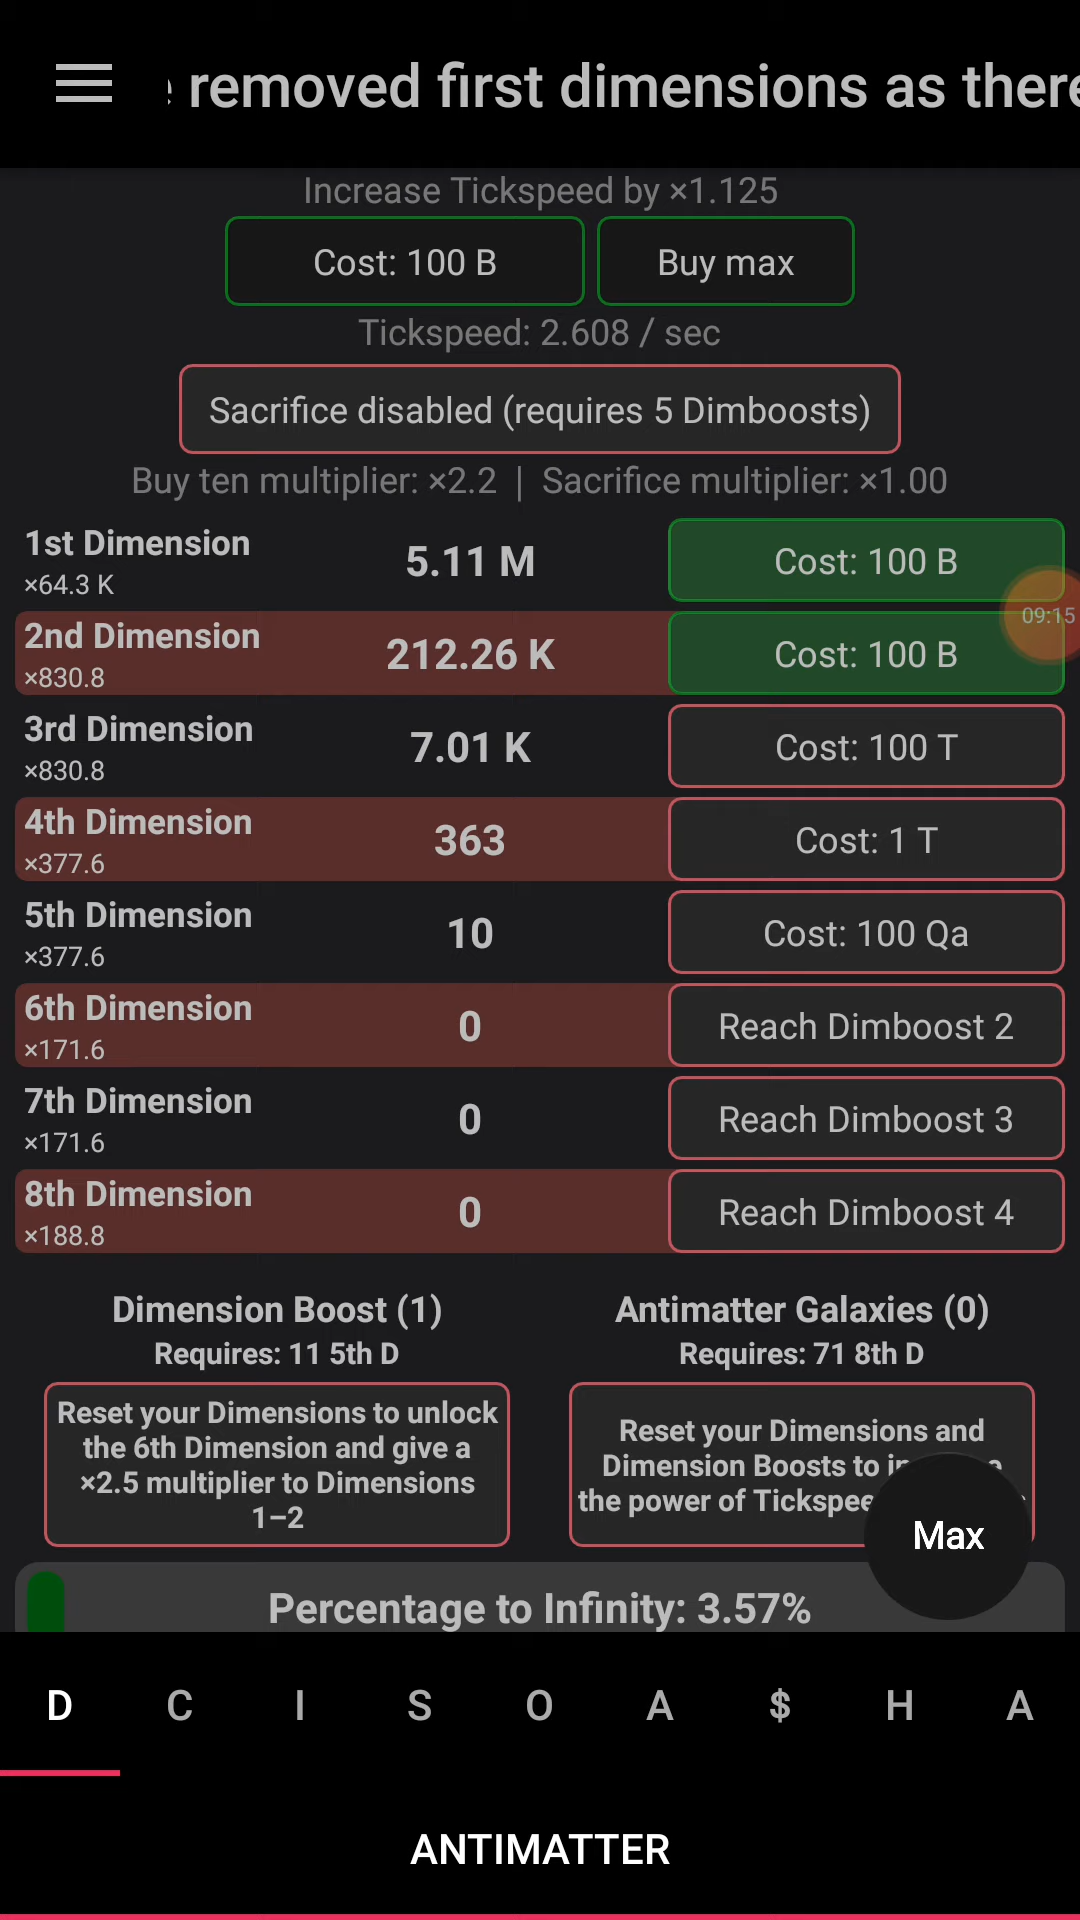 removed first dimensions as there
Increase Tickspeed by ×1.125
Cost: 100 B
Buy max
Tickspeed: 2.608 / sec
Sacrifice disabled (requires 5 Dimboosts)
Buy ten multiplier: ×2.2 | Sacrifice multiplier: ×1.00
1st Dimension
×64.3 K
5.11 M
Cost: 100 B
09:15
2nd Dimension
×830.8
212.26 K
Cost: 100 B
3rd Dimension
×830.8
7.01 K
Cost: 100 T
4th Dimension
×377.6
363
Cost: 1 T
5th Dimension
×377.6
10
Cost: 100 Qa
6th Dimension
×171.6
0
Reach Dimboost 2
7th Dimension
×171.6
0
Reach Dimboost 3
8th Dimension
×188.8
0
Reach Dimboost 4
Dimension Boost (1)
Requires: 11 5th D
Reset your Dimensions to unlock
the 6th Dimension and give a
×2.5 multiplier to Dimensions
1–2
Antimatter Galaxies (0)
Requires: 71 8th D
Reset your Dimensions and
Dimension Boosts to
the power of
Max
Percentage to Infinity: 3.57%
D C I S O A $ H A
ANTIMATTER